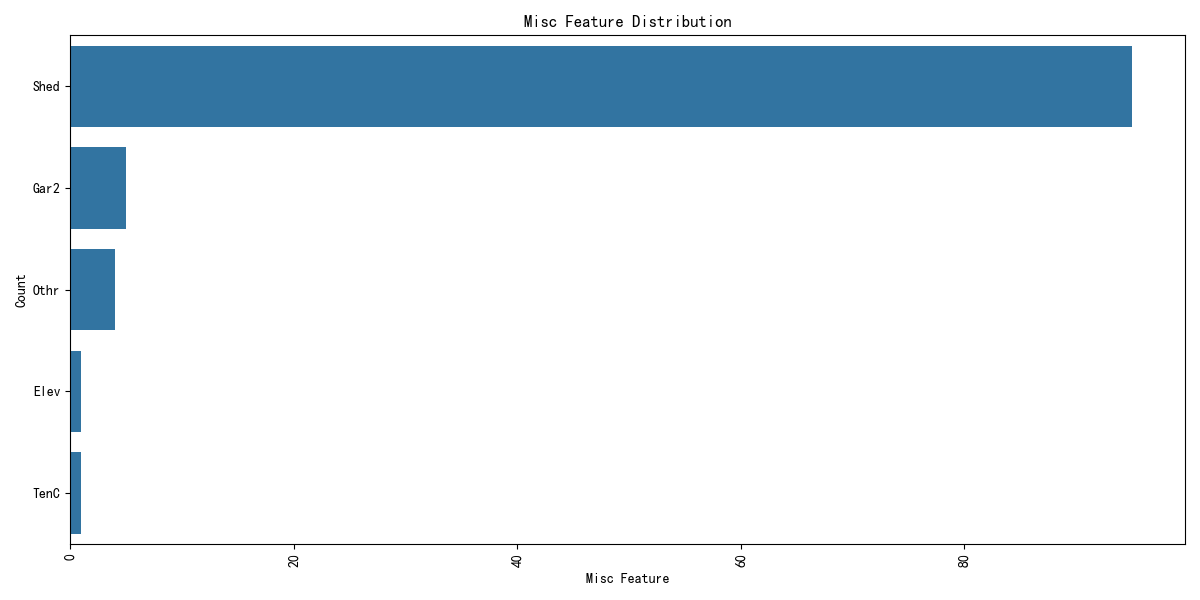 Misc Feature Distribution
Shed
Gar2
Othr
Elev
TenC
Count
0
20
40
60
80
Misc Feature